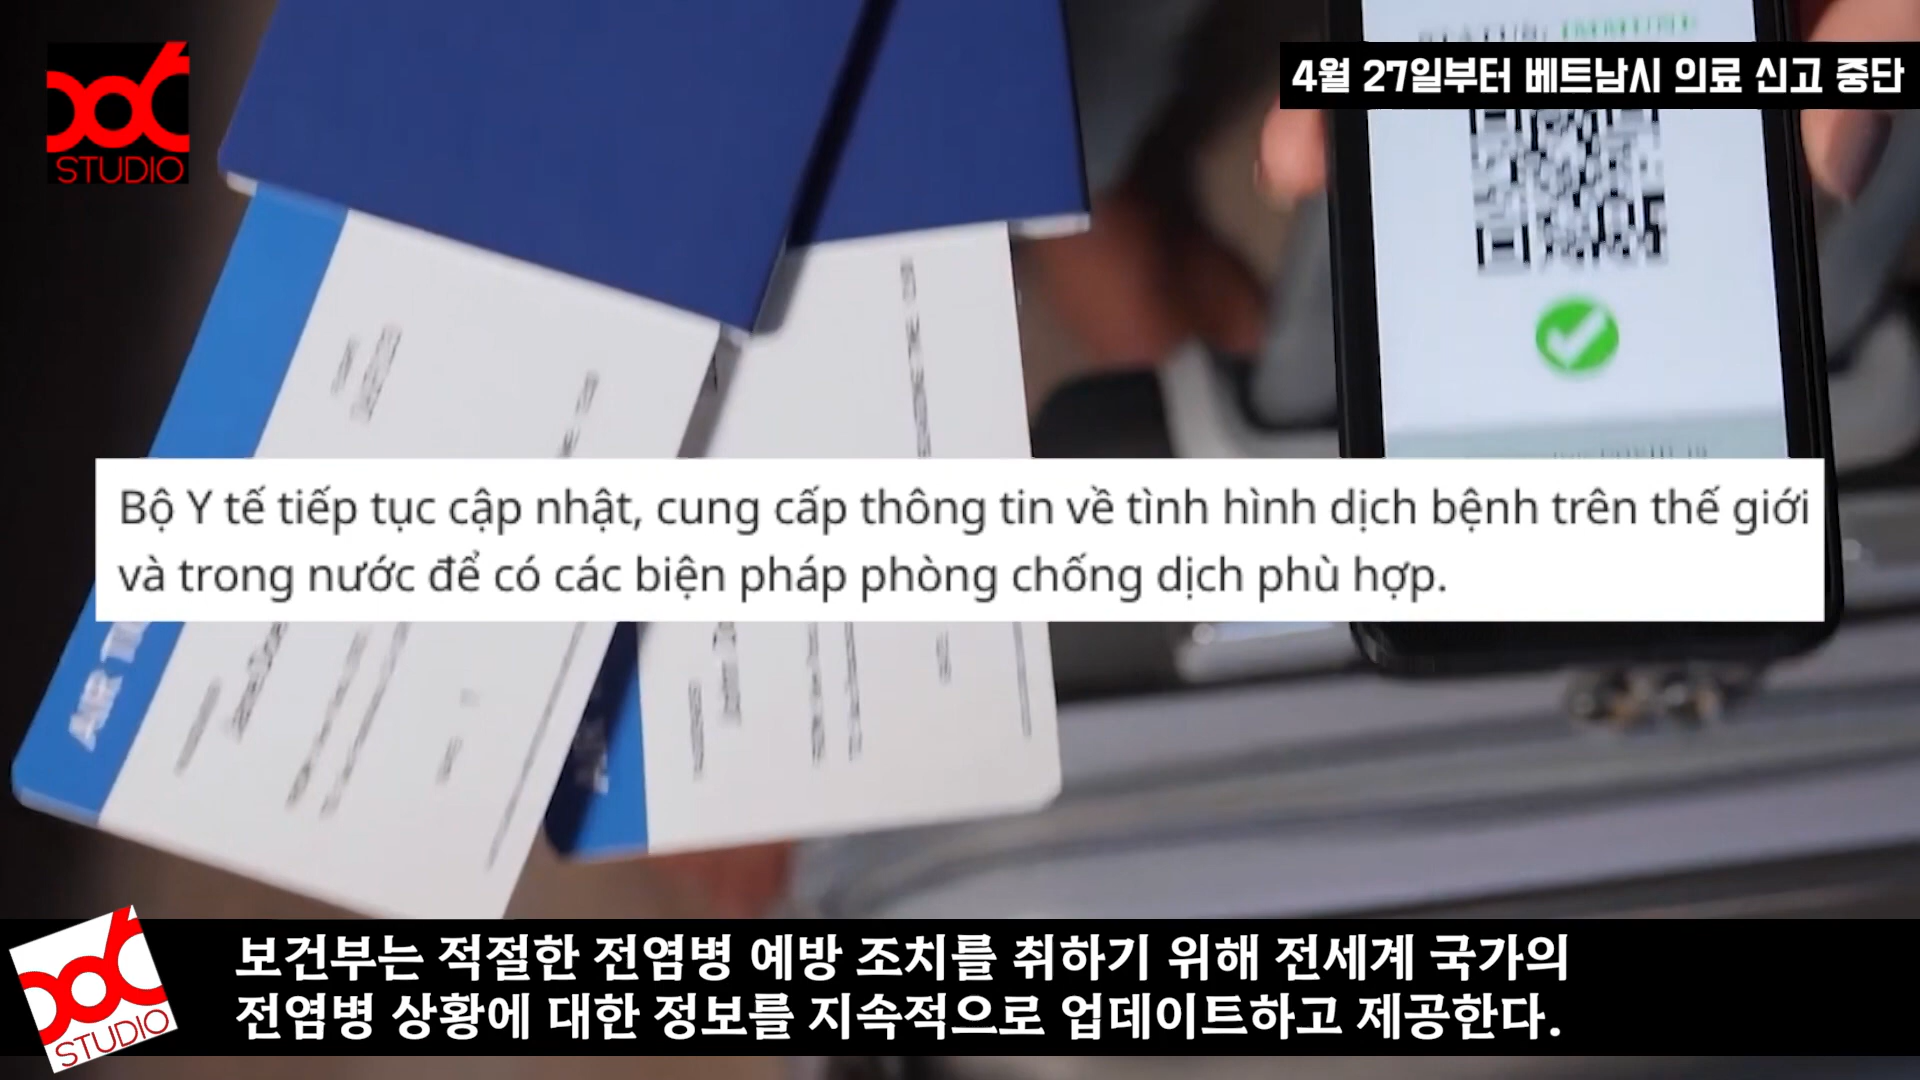 STUDIO
4월 27일부터 베트남시 의료 신고 중단
Bộ Y tế tiếp tục cập nhật, cung cấp thông tin về tình hình dịch bệnh trên thế giới
và trong nước để có các biện pháp phòng chống dịch phù hợp.
보건부는 적절한 전염병 예방 조치를 취하기 위해 전세계 국가의
전염병 상황에 대한 정보를 지속적으로 업데이트하고 제공한다.
STUDIO